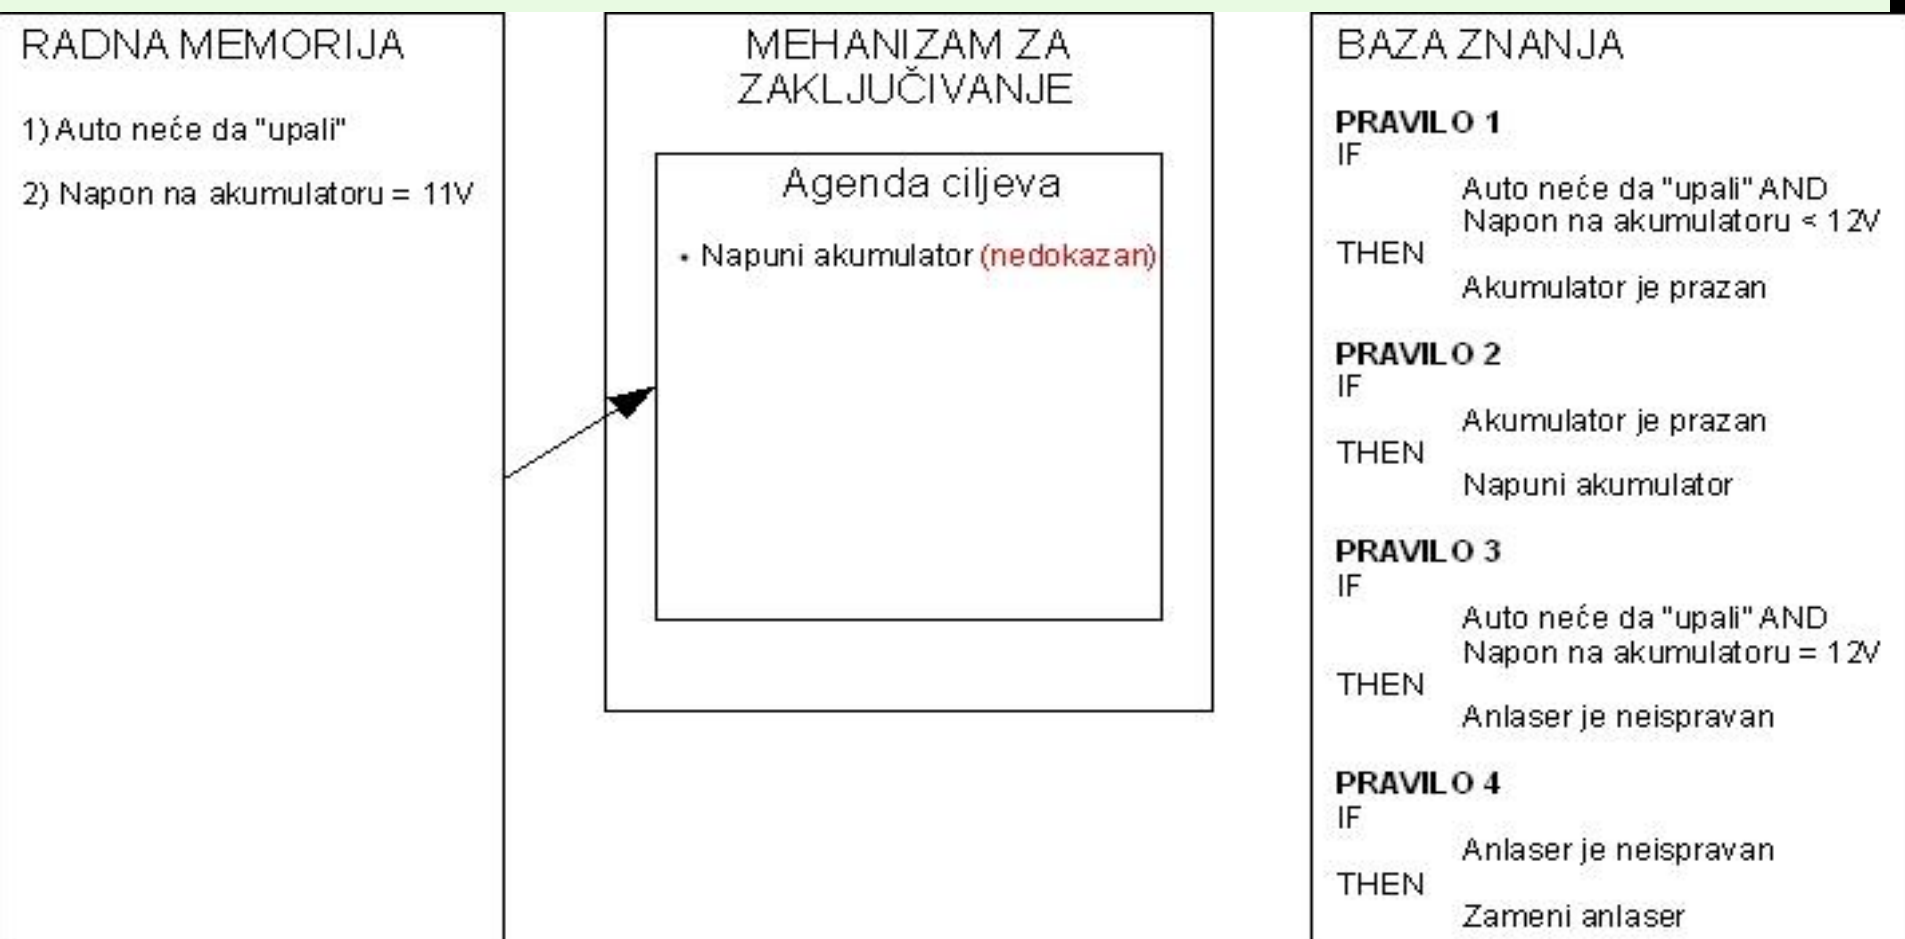 RADNA MEMORIJA
1) Auto neće da "upali"
2) Napon na akumulatoru = 11V
MEHANIZAM ZA
ZAKLJUČIVANJE
Agenda ciljeva
• Napuni akumulator (nedokazan)
BAZA ZNANJA
PRAVILO 1
IF
Auto neće da "upali" AND
Napon na akumulatoru < 12V
THEN
Akumulator je prazan
PRAVILO 2
IF
Akumulator je prazan
THEN
Napuni akumulator
PRAVILO 3
IF
Auto neće da "upali" AND
Napon na akumulatoru = 12V
THEN
Anlaser je neispravan
PRAVILO 4
IF
Anlaser je neispravan
THEN
Zameni anlaser